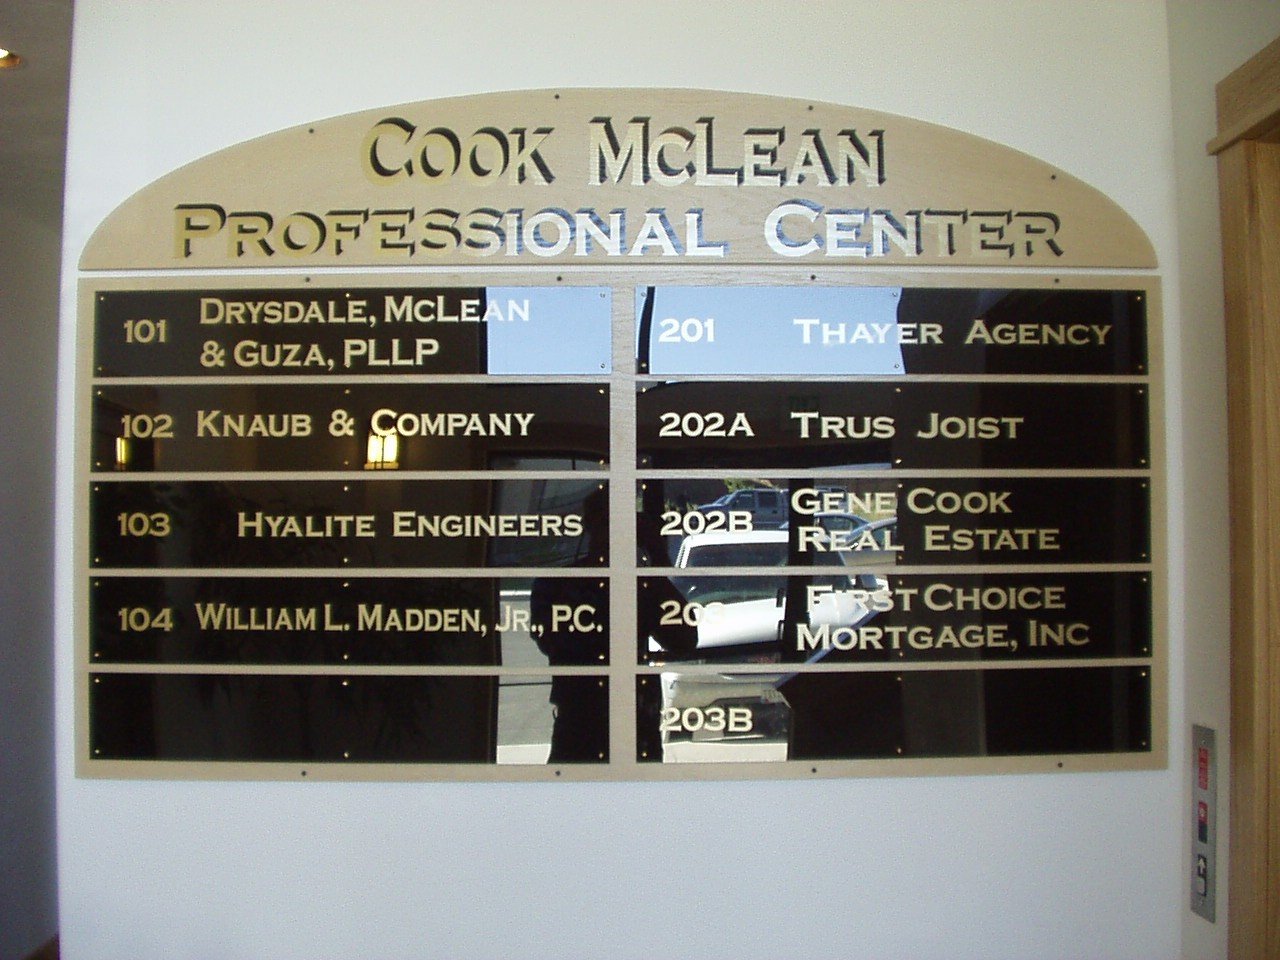 COOK MCLEAN
PROFESSIONAL CENTER
101 DRYSDALE, MCLEAN
& GUZA, PLLP
102 KNAUB & COMPANY
103 HYALITE ENGINEERS
104 WILLIAM L. MADDEN, JR., P.C.
201 THAYER AGENCY
202A TRUS JOIST
202B GENE COOK
REAL ESTATE
FIRST CHOICE
MORTGAGE, INC
203B